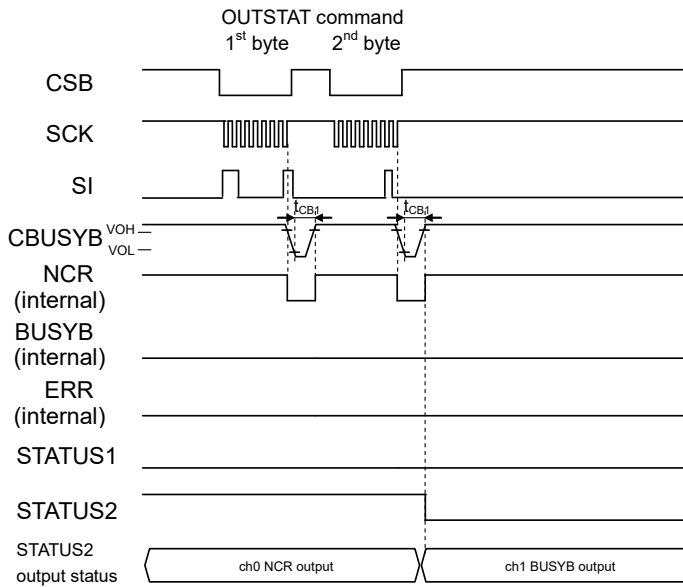 OUTSTAT command
1st byte 2nd byte
CSB
SCK
SI
tCB1 tCB1
CBUSYB VOH
VOL
NCR
(internal)
BUSYB
(internal)
ERR
(internal)
STATUS1
STATUS2
STATUS2
output status
ch0 NCR output ch1 BUSYB output